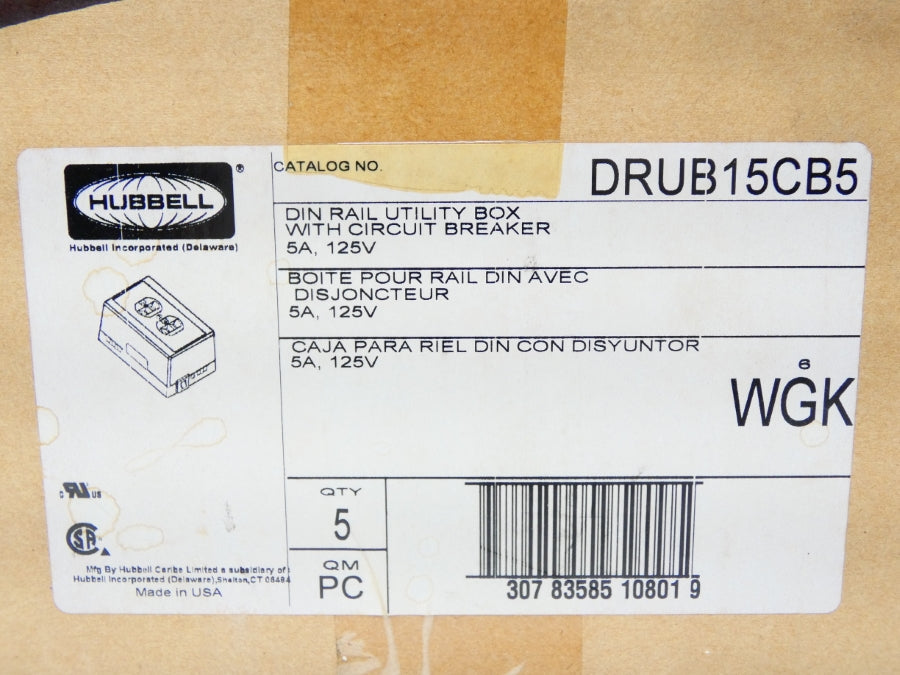 HUBBELL®
Hubbell Incorporated (Delaware)
CATALOG NO.
DRUB15CB5
DIN RAIL UTILITY BOX
WITH CIRCUIT BREAKER
5A, 125V
BOITE POUR RAIL DIN AVEC
DISJONCTEUR
5A, 125V
CAJA PARA RIEL DIN CON DISYUNTOR
5A, 125V
6
WGK
C UL US
SA
QTY
5
QM
PC
307 83585 10801 9
Mfg By Hubbell Caribe Limited a subsidiary of
Hubbell Incorporated (Delaware),Shelton,CT 06484
Made in USA